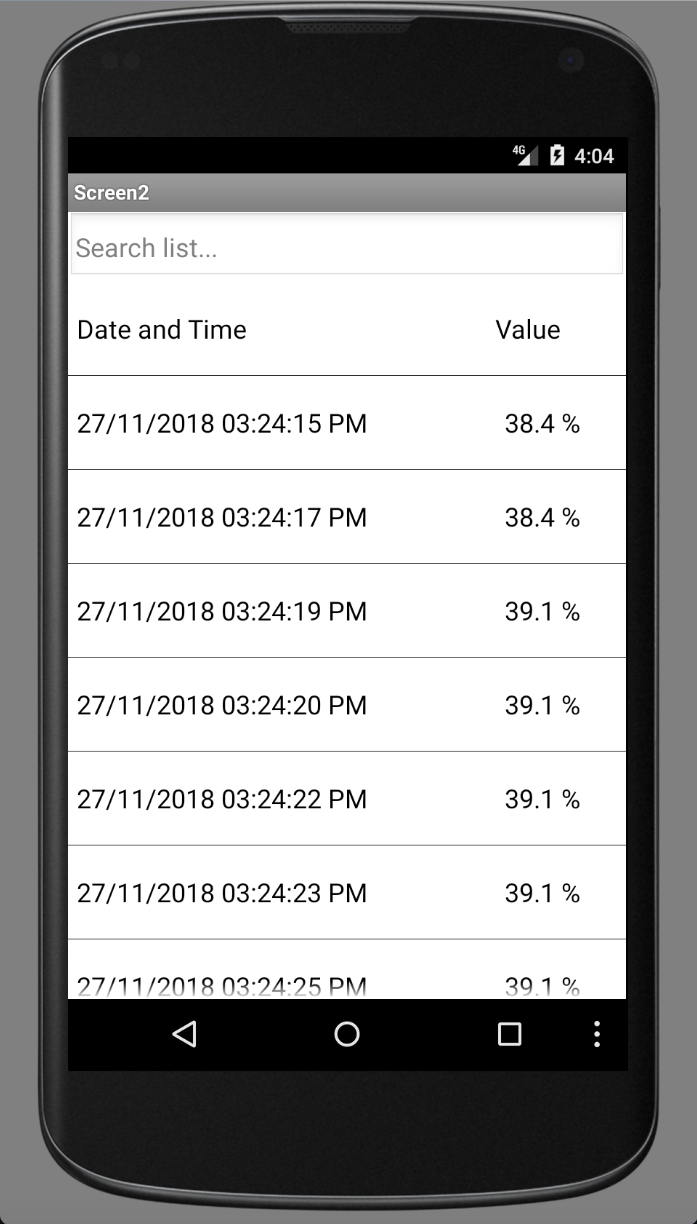 4G 4:04
Screen2
Search list...
Date and Time Value
27/11/2018 03:24:15 PM 38.4 %
27/11/2018 03:24:17 PM 38.4 %
27/11/2018 03:24:19 PM 39.1 %
27/11/2018 03:24:20 PM 39.1 %
27/11/2018 03:24:22 PM 39.1 %
27/11/2018 03:24:23 PM 39.1 %
27/11/2018 03:24:25 PM 39.1 %